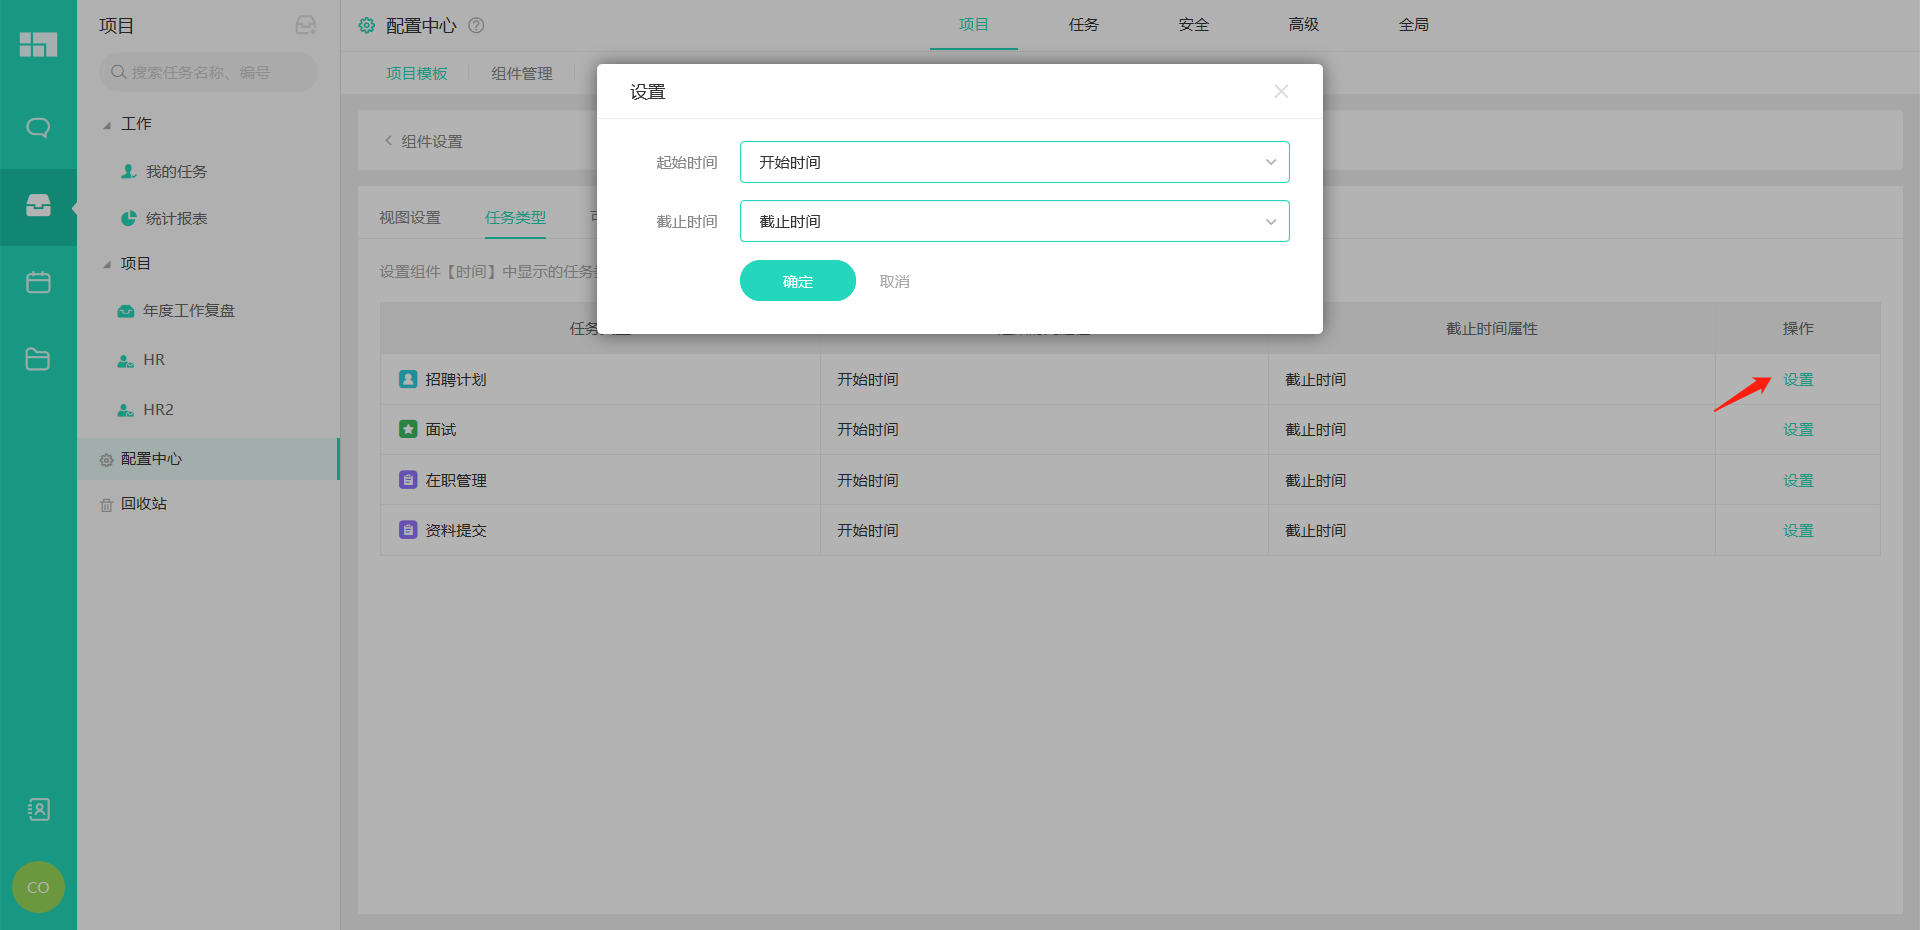 项目
搜索任务名称、编号
工作
我的任务
统计报表
项目
年度工作复盘
HR
HR2
配置中心
回收站
CO
配置中心
项目
任务
安全
高级
全局
项目模板
组件管理
组件设置
视图设置
任务类型
设置组件【时间】中显示的任务
设置
起始时间
开始时间
截止时间
截止时间
确定
取消
任务
截止时间属性
操作
招聘计划
开始时间
截止时间
设置
面试
开始时间
截止时间
设置
在职管理
开始时间
截止时间
设置
资料提交
开始时间
截止时间
设置